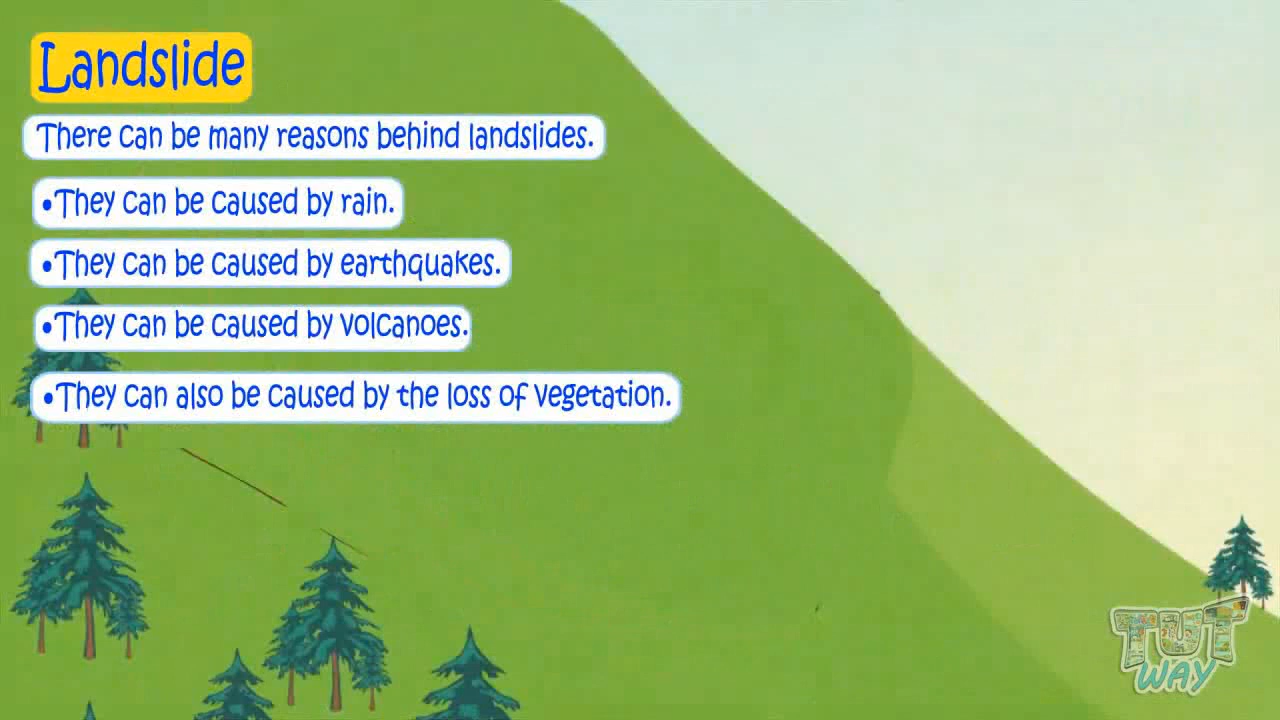 Landslide
There can be many reasons behind landslides.
•They can be caused by rain.
•They can be caused by earthquakes.
•They can be caused by volcanoes.
•They can also be caused by the loss of vegetation.
TUT
WAY